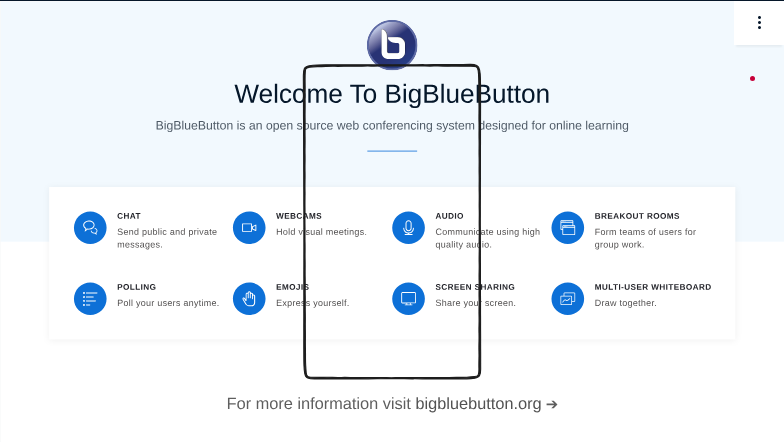 Welcome To BigBlueButton
BigBlueButton is an open source web conferencing system designed for online learning
CHAT
Send public and private
messages.
WEBCAMS
Hold visual meetings.
AUDIO
Communicate using high
quality audio.
BREAKOUT ROOMS
Form teams of users for
group work.
POLLING
Poll your users anytime.
EMOJIS
Express yourself.
SCREEN SHARING
Share your screen.
MULTI-USER WHITEBOARD
Draw together.
For more information visit bigbluebutton.org ➔